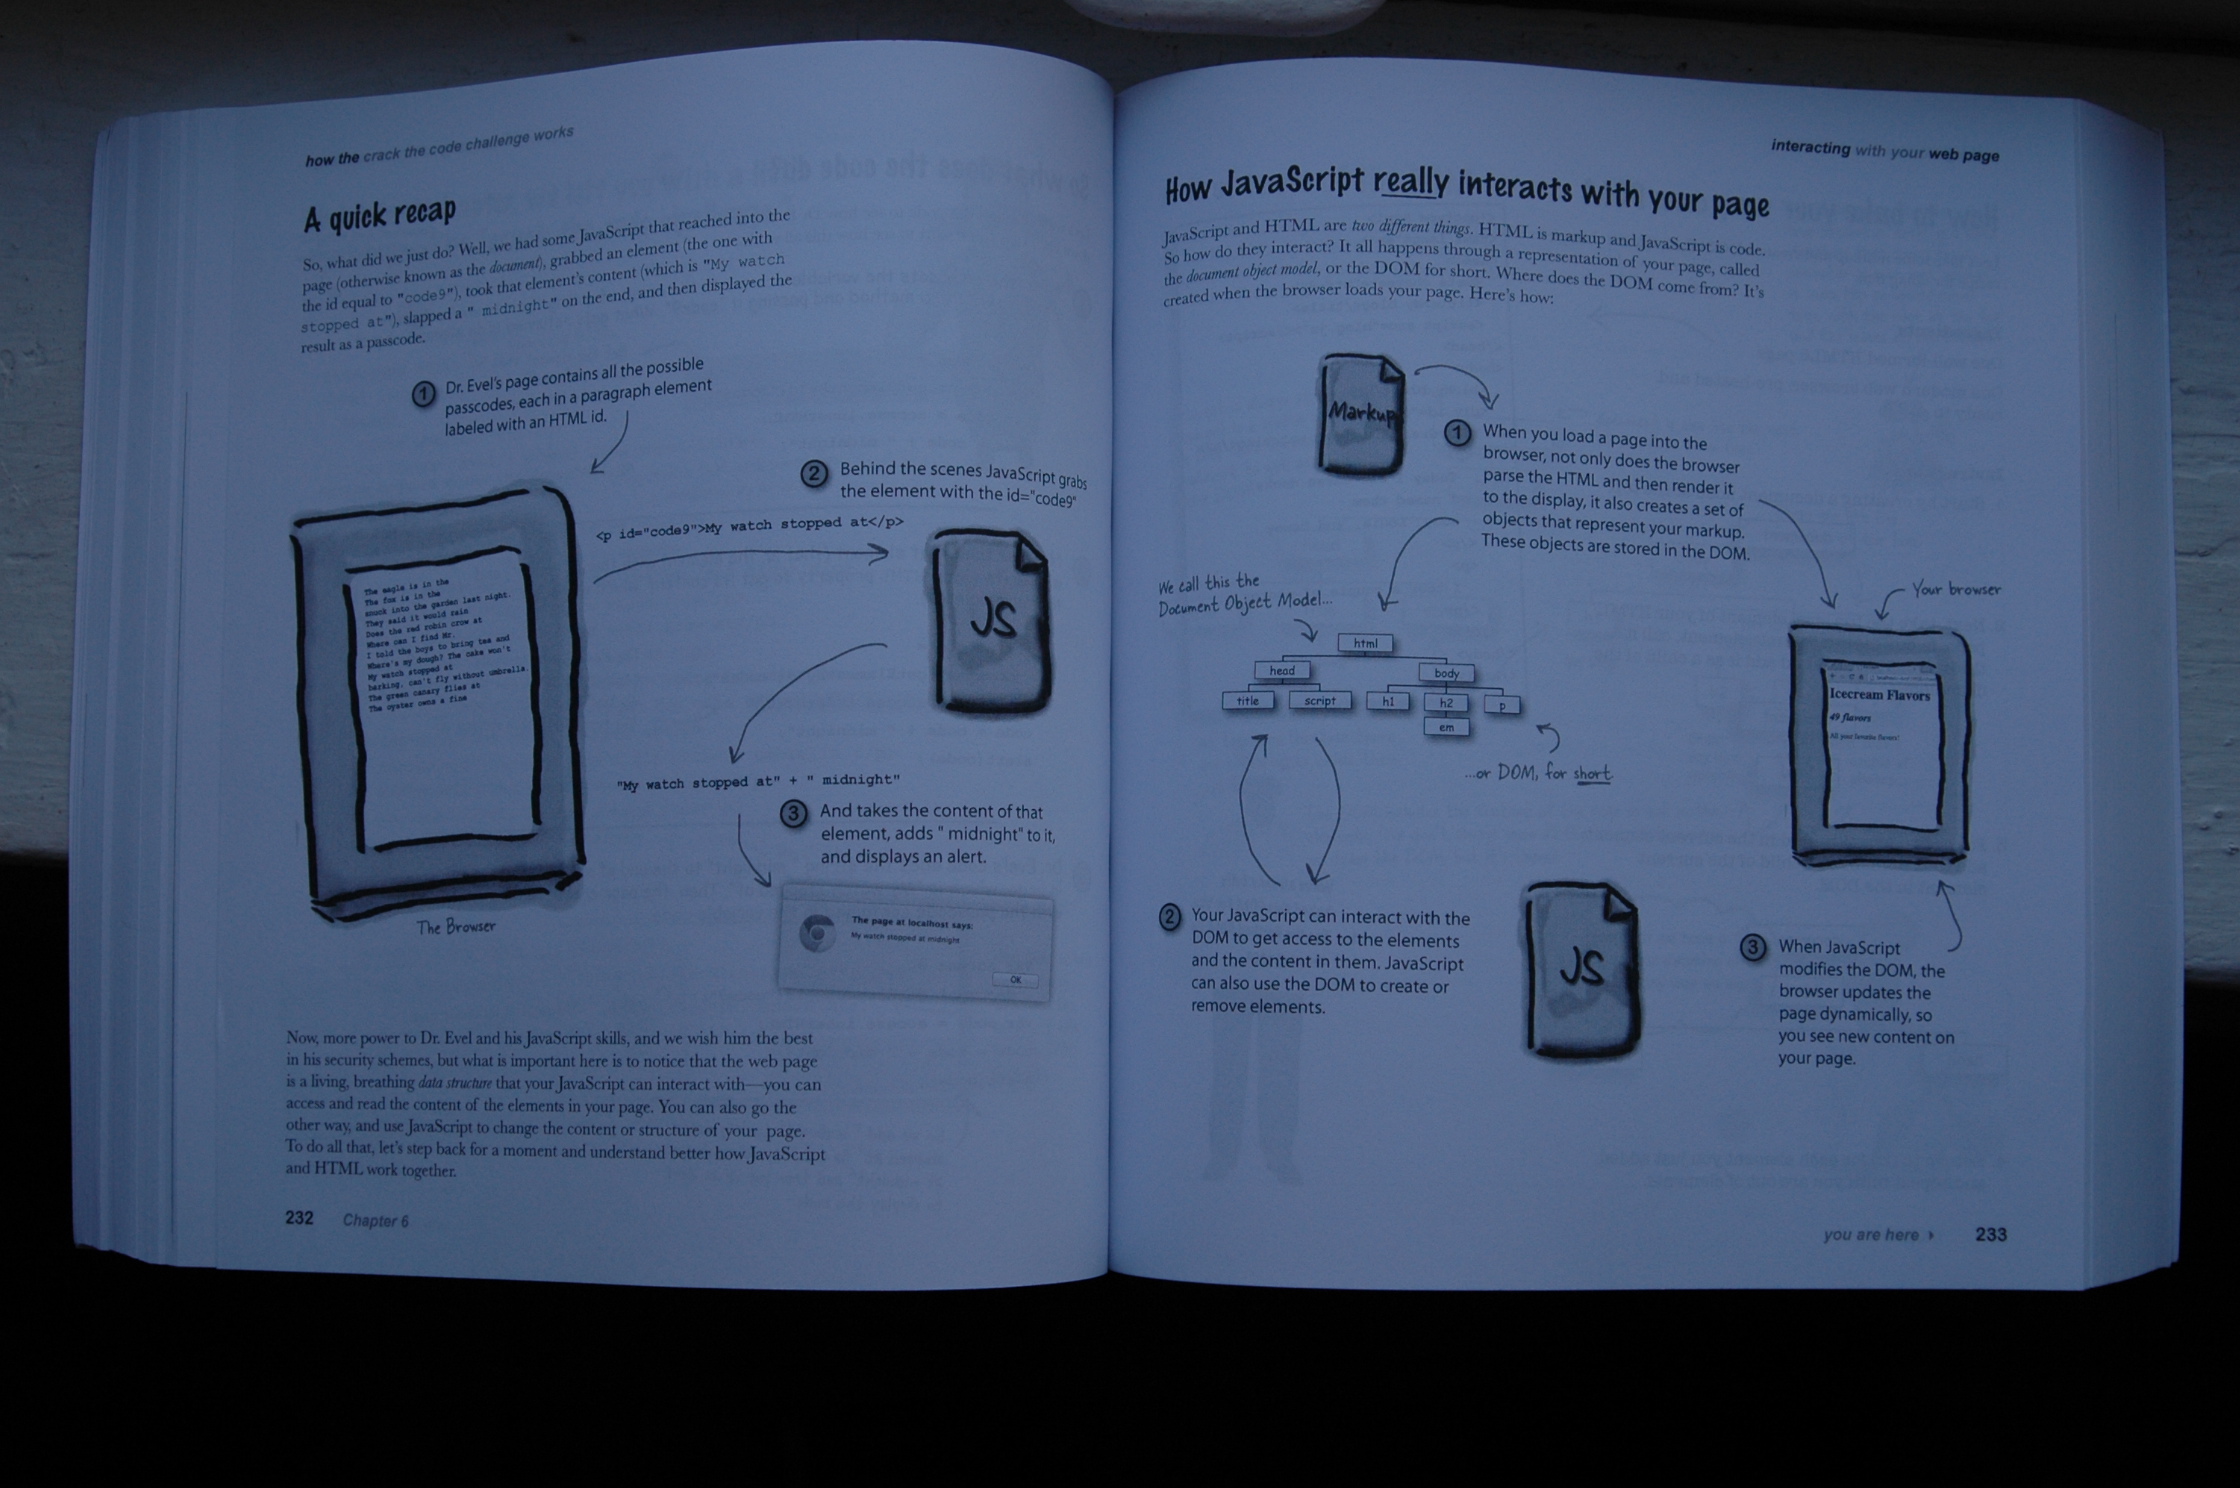 how the crack the code challenge works
A quick recap
So, what did we just do? Well, we had some JavaScript that reached into the
page (otherwise known as the document), grabbed an element (the one with
the id equal to "code9"), took that element's content (which is "My watch
stopped at"), slapped a " midnight" on the end, and then displayed the
result as a passcode.
1 Dr. Evel's page contains all the possible
passcodes, each in a paragraph element
labeled with an HTML id.
2 Behind the scenes JavaScript grabs
the element with the id="code9"
<p id="code9">My watch stopped at</p>
The eagle is in the
The fox is in the
snuck into the garden last night.
They said it would rain
Does the red robin crow at
Where can I find Mr.
I told the boys to bring tea and
Where's my dough? The cake won't
My watch stopped at
barking, can't fly without umbrella.
The green canary flies at
The oyster owns a fine
JS
"My watch stopped at" + " midnight"
3 And takes the content of that
element, adds " midnight" to it,
and displays an alert.
The Browser
The page at localhost says:
My watch stopped at midnight
OK
Now, more power to Dr. Evel and his JavaScript skills, and we wish him the best
in his security schemes, but what is important here is to notice that the web page
is a living, breathing data structure that your JavaScript can interact with—you can
access and read the content of the elements in your page. You can also go the
other way, and use JavaScript to change the content or structure of your page.
To do all that, let's step back for a moment and understand better how JavaScript
and HTML work together.
232 Chapter 6
interacting with your web page
How JavaScript really interacts with your page
JavaScript and HTML are two different things. HTML is markup and JavaScript is code.
So how do they interact? It all happens through a representation of your page, called
the document object model, or the DOM for short. Where does the DOM come from? It's
created when the browser loads your page. Here's how:
Markup
1 When you load a page into the
browser, not only does the browser
parse the HTML and then render it
to the display, it also creates a set of
objects that represent your markup.
These objects are stored in the DOM.
We call this the
Document Object Model...
Your browser
html
head body
title script h1 h2 p
em
...or DOM, for short
Icecream Flavors
49 flavors
All your favorite flavors!
2 Your JavaScript can interact with the
DOM to get access to the elements
and the content in them. JavaScript
can also use the DOM to create or
remove elements.
JS
3 When JavaScript
modifies the DOM, the
browser updates the
page dynamically, so
you see new content on
your page.
you are here 233